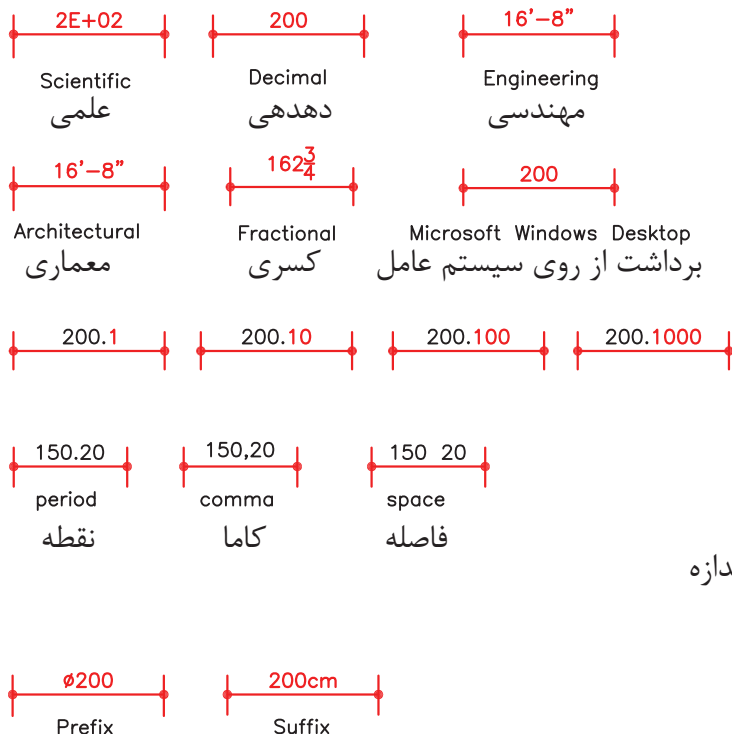 2E+02 200 16'-8"
Scientific Decimal Engineering
علمی دهدهی مهندسی
16'-8" 162 3/4 200
Architectural Fractional Microsoft Windows Desktop
معماری کسری برداشت از روی سیستم عامل
200.1 200.10 200.100 200.1000
150.20 150,20 150 20
period comma space
نقطه کاما فاصله
ø200 200cm
Prefix Suffix